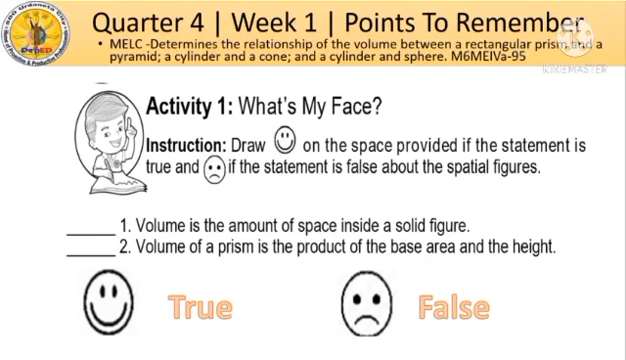 Quarter 4 | Week 1 | Points To Remember
• MELC -Determines the relationship of the volume between a rectangular prism and a
pyramid; a cylinder and a cone; and a cylinder and sphere. M6MEIVa-95
KINEMASTER
Activity 1: What's My Face?
Instruction: Draw on the space provided if the statement is
true and if the statement is false about the spatial figures.
______ 1. Volume is the amount of space inside a solid figure.
______ 2. Volume of a prism is the product of the base area and the height.
True
False